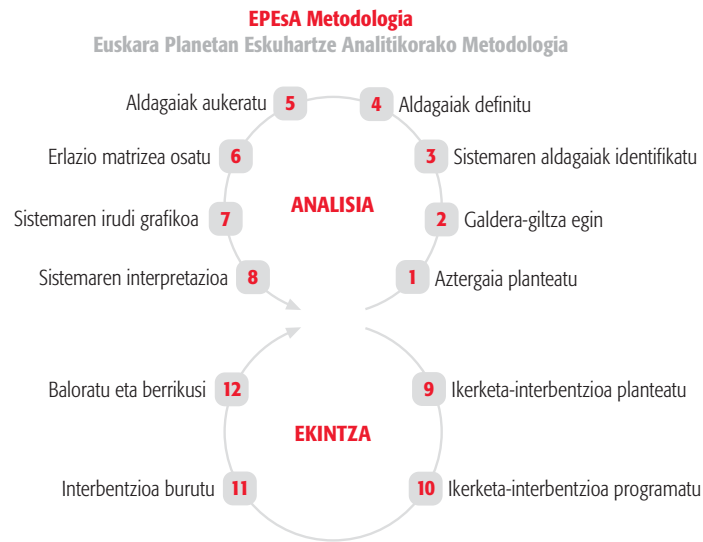 EPEsA Metodologia
Euskara Planetan Eskuhartze Analitikorako Metodologia
Aldagaiak aukeratu 5
4 Aldagaiak definitu
Erlazio matrizea osatu 6
3 Sistemaren aldagaiak identifikatu
ANALISIA
Sistemaren irudi grafikoa 7
2 Galdera-giltza egin
Sistemaren interpretazioa 8
1 Aztergaia planteatu
Baloratu eta berrikusi 12
9 Ikerketa-interbentzioa planteatu
EKINTZA
Interbentzioa burutu 11
10 Ikerketa-interbentzioa programatu